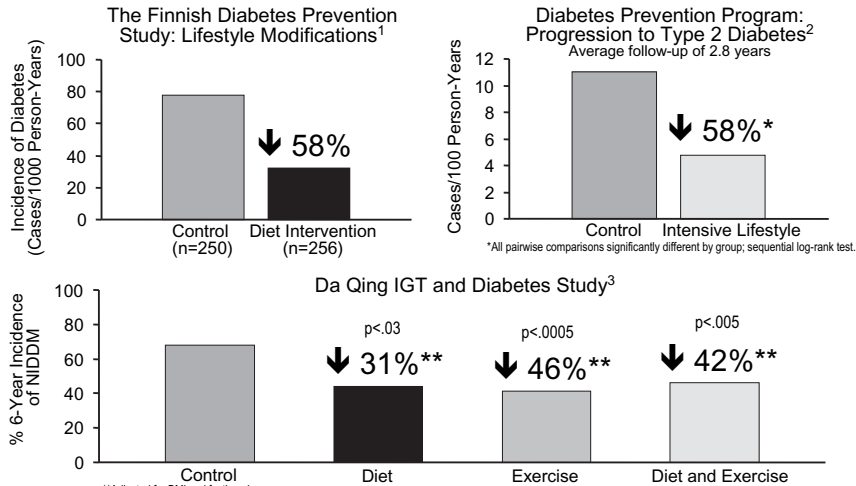 The Finnish Diabetes Prevention
Study: Lifestyle Modifications1
Incidence of Diabetes
(Cases/1000 Person-Years)
100
80
60
40
20
0
58%
Control
(n=250)
Diet Intervention
(n=256)
Diabetes Prevention Program:
Progression to Type 2 Diabetes2
Average follow-up of 2.8 years
Cases/100 Person-Years
12
10
8
6
4
2
0
58%*
Control
Intensive Lifestyle
*All pairwise comparisons significantly different by group; sequential log-rank test.
Da Qing IGT and Diabetes Study3
% 6-Year Incidence
of NIDDM
100
80
60
40
20
0
p<.03
31%**
p<.0005
46%**
p<.005
42%**
Control
Diet
Exercise
Diet and Exercise